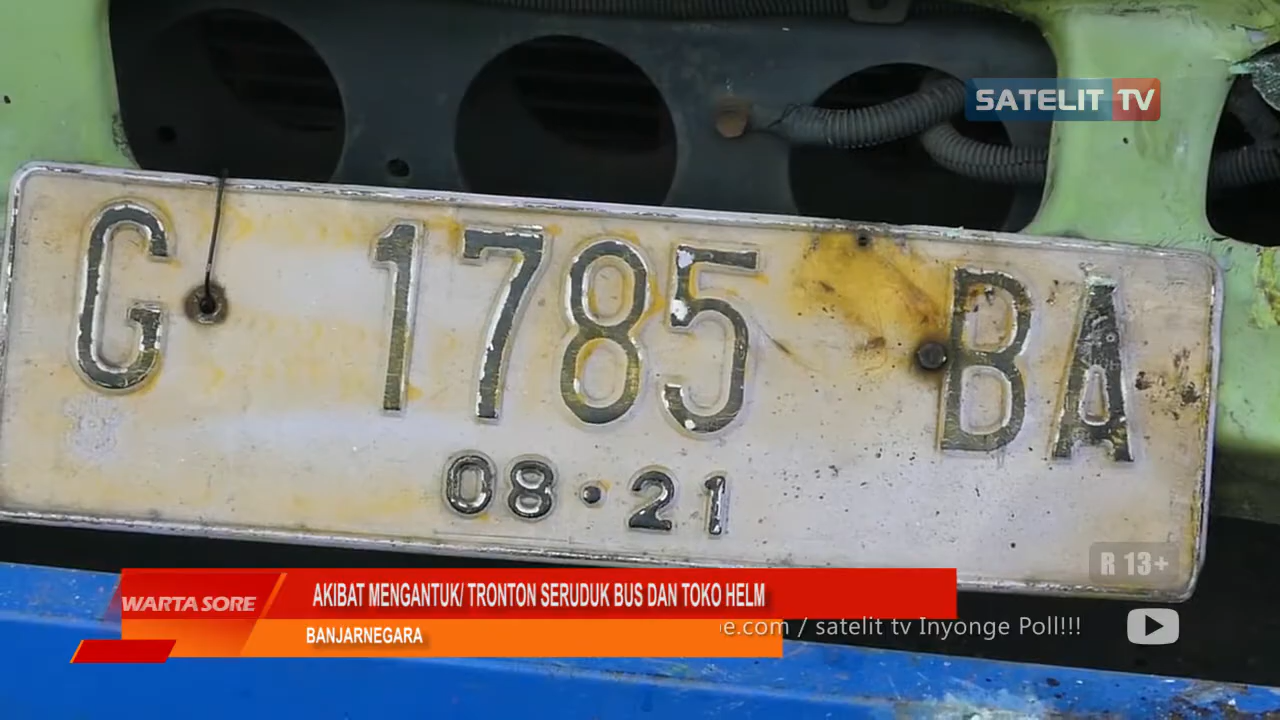 SATELIT TV
G 1785 BA
08·21
R 13+
WARTA SORE
AKIBAT MENGANTUK/ TRONTON SERUDUK BUS DAN TOKO HELM
BANJARNEGARA
e.com / satelit tv Inyonge Poll!!!